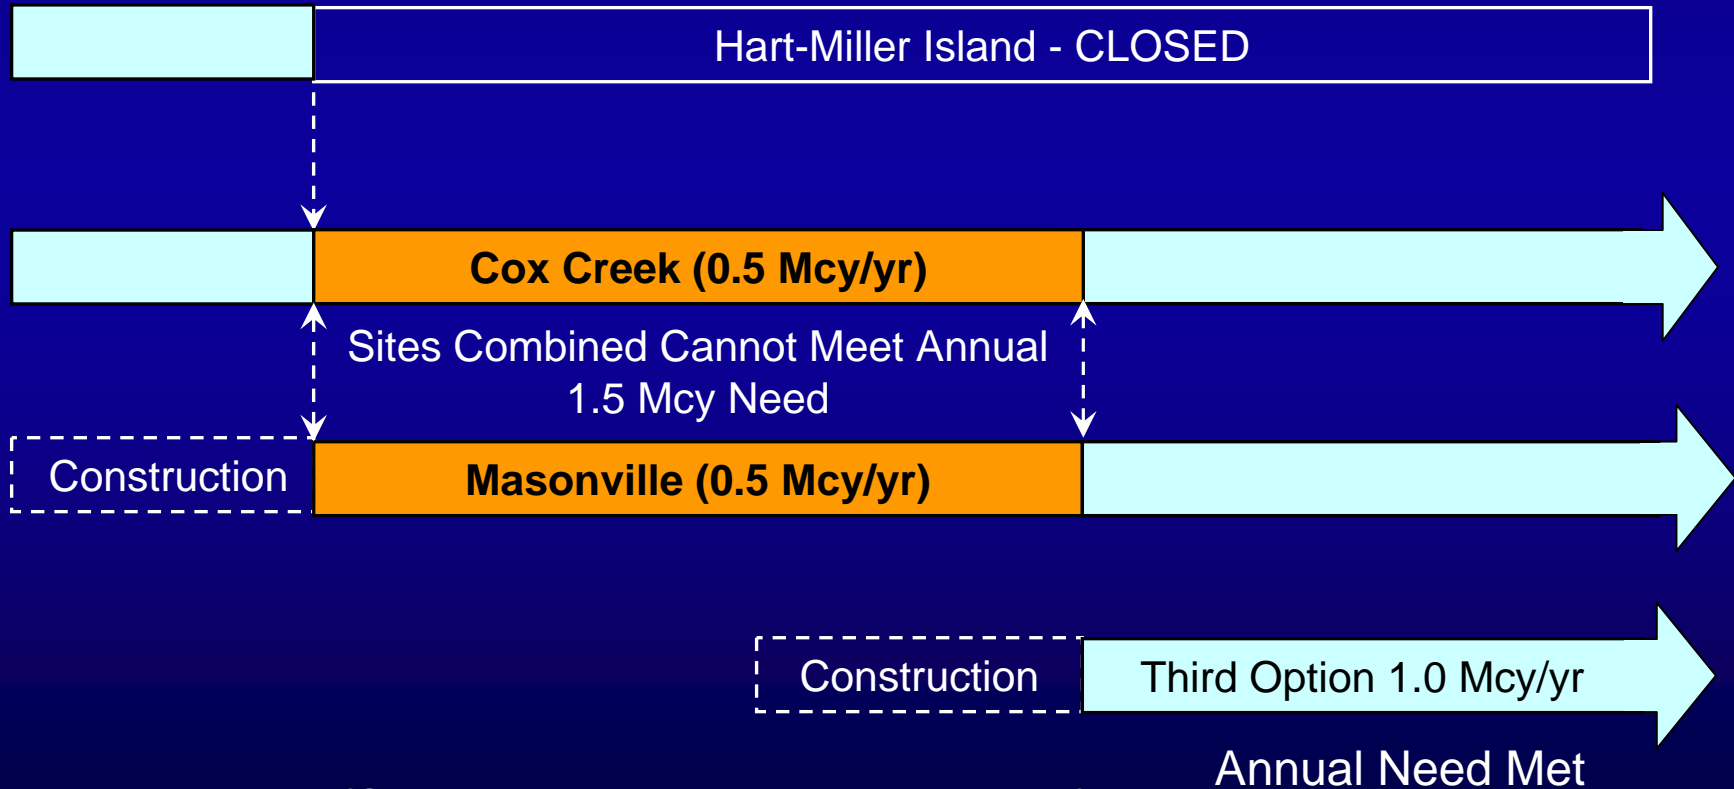 Hart-Miller Island - CLOSED
Cox Creek (0.5 Mcy/yr)
Sites Combined Cannot Meet Annual
1.5 Mcy Need
Construction
Masonville (0.5 Mcy/yr)
Construction
Third Option 1.0 Mcy/yr
Annual Need Met